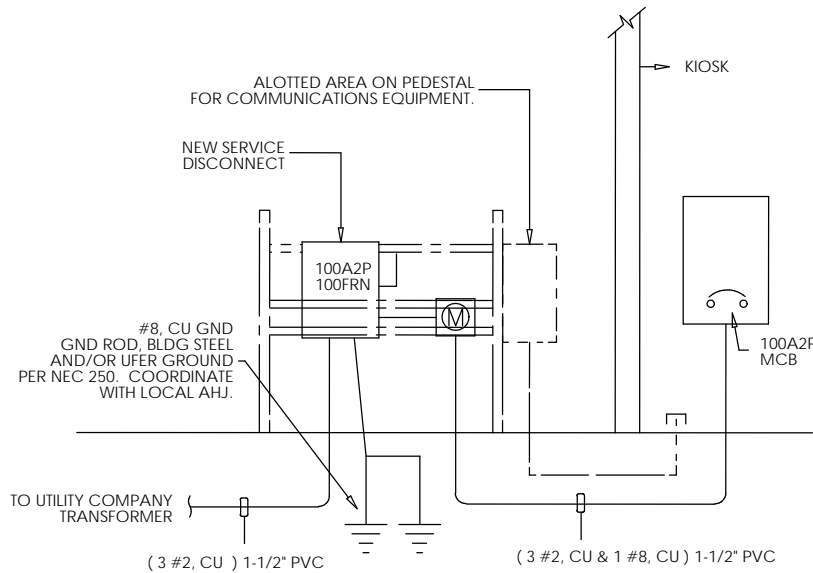 KIOSK
ALOTTED AREA ON PEDESTAL
FOR COMMUNICATIONS EQUIPMENT.
NEW SERVICE
DISCONNECT
100A2P
100FRN
M
#8, CU GND
GND ROD, BLDG STEEL
AND/OR UFER GROUND
PER NEC 250. COORDINATE
WITH LOCAL AHJ.
100A2P
MCB
TO UTILITY COMPANY
TRANSFORMER
( 3 #2, CU ) 1-1/2" PVC
( 3 #2, CU & 1 #8, CU ) 1-1/2" PVC